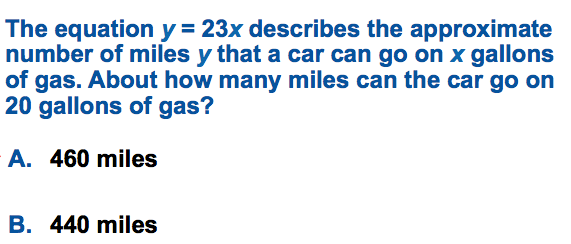 The equation y = 23x describes the approximate
number of miles y that a car can go on x gallons
of gas. About how many miles can the car go on
20 gallons of gas?
A. 460 miles
B. 440 miles